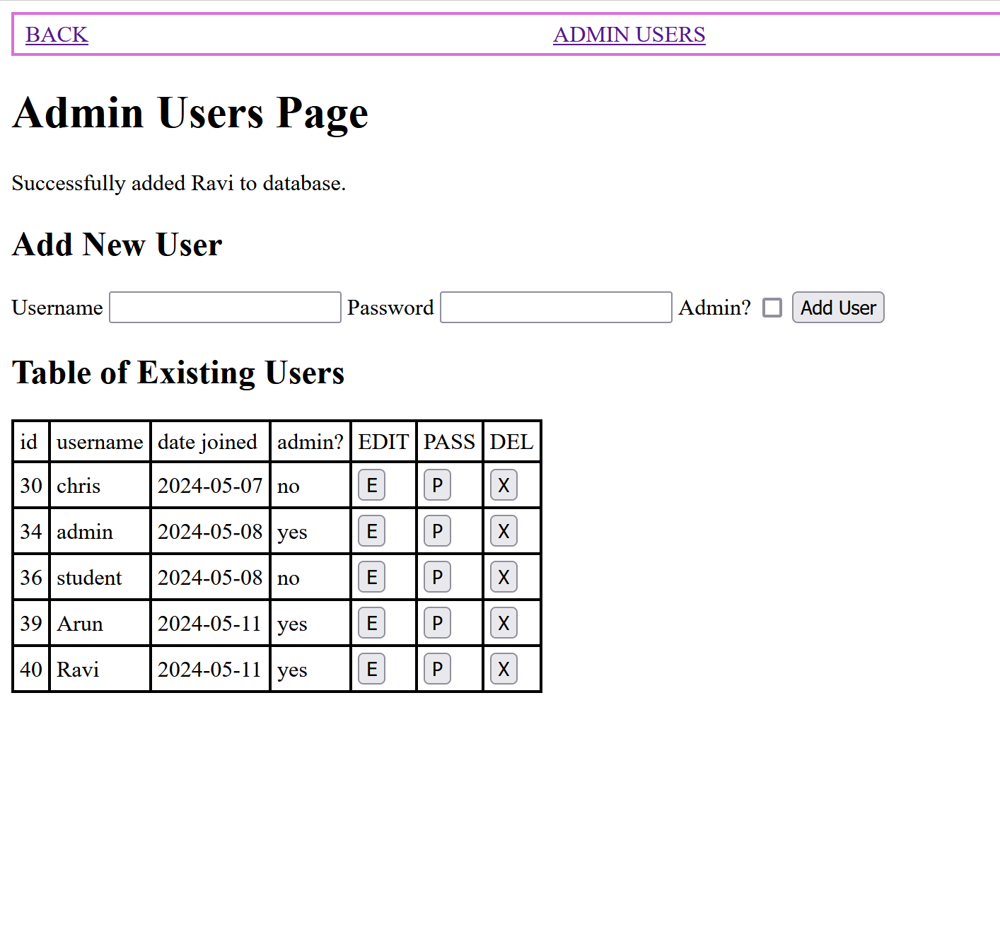 BACK ADMIN USERS
Admin Users Page
Successfully added Ravi to database.
Add New User
Username Password Admin? Add User
Table of Existing Users
id username date joined admin? EDIT PASS DEL
30 chris 2024-05-07 no E P X
34 admin 2024-05-08 yes E P X
36 student 2024-05-08 no E P X
39 Arun 2024-05-11 yes E P X
40 Ravi 2024-05-11 yes E P X